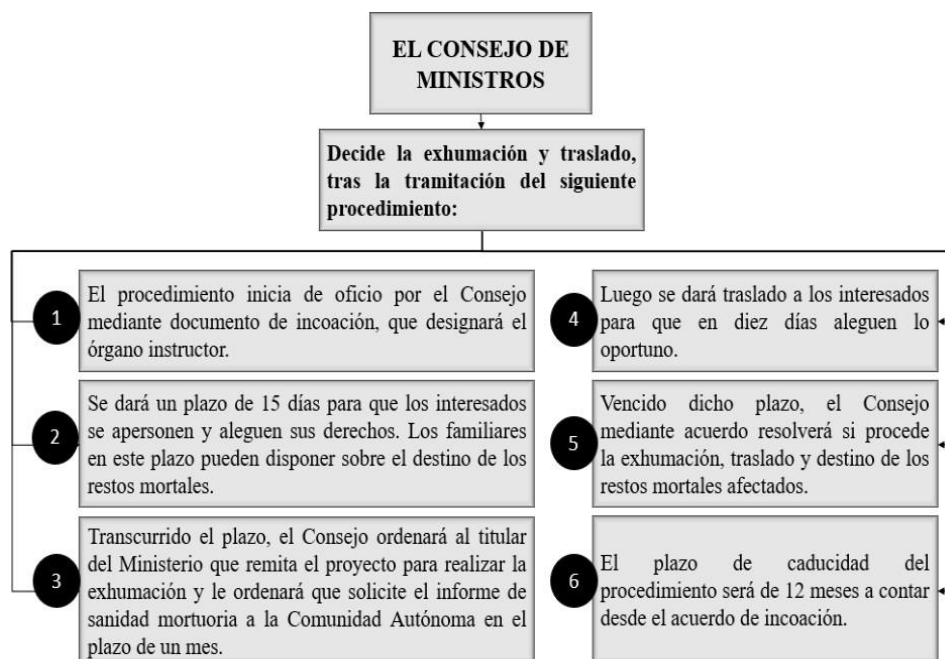 EL CONSEJO DE
MINISTROS
Decide la exhumación y traslado,
tras la tramitación del siguiente
procedimiento:
1
El procedimiento inicia de oficio por el Consejo
mediante documento de incoación, que designará el
órgano instructor.
2
Se dará un plazo de 15 días para que los interesados
se apersonen y aleguen sus derechos. Los familiares
en este plazo pueden disponer sobre el destino de los
restos mortales.
3
Transcurrido el plazo, el Consejo ordenará al titular
del Ministerio que remita el proyecto para realizar la
exhumación y le ordenará que solicite el informe de
sanidad mortuoria a la Comunidad Autónoma en el
plazo de un mes.
4
Luego se dará traslado a los interesados
para que en diez días aleguen lo
oportuno.
5
Vencido dicho plazo, el Consejo
mediante acuerdo resolverá si procede
la exhumación, traslado y destino de los
restos mortales afectados.
6
El plazo de caducidad del
procedimiento será de 12 meses a contar
desde el acuerdo de incoación.